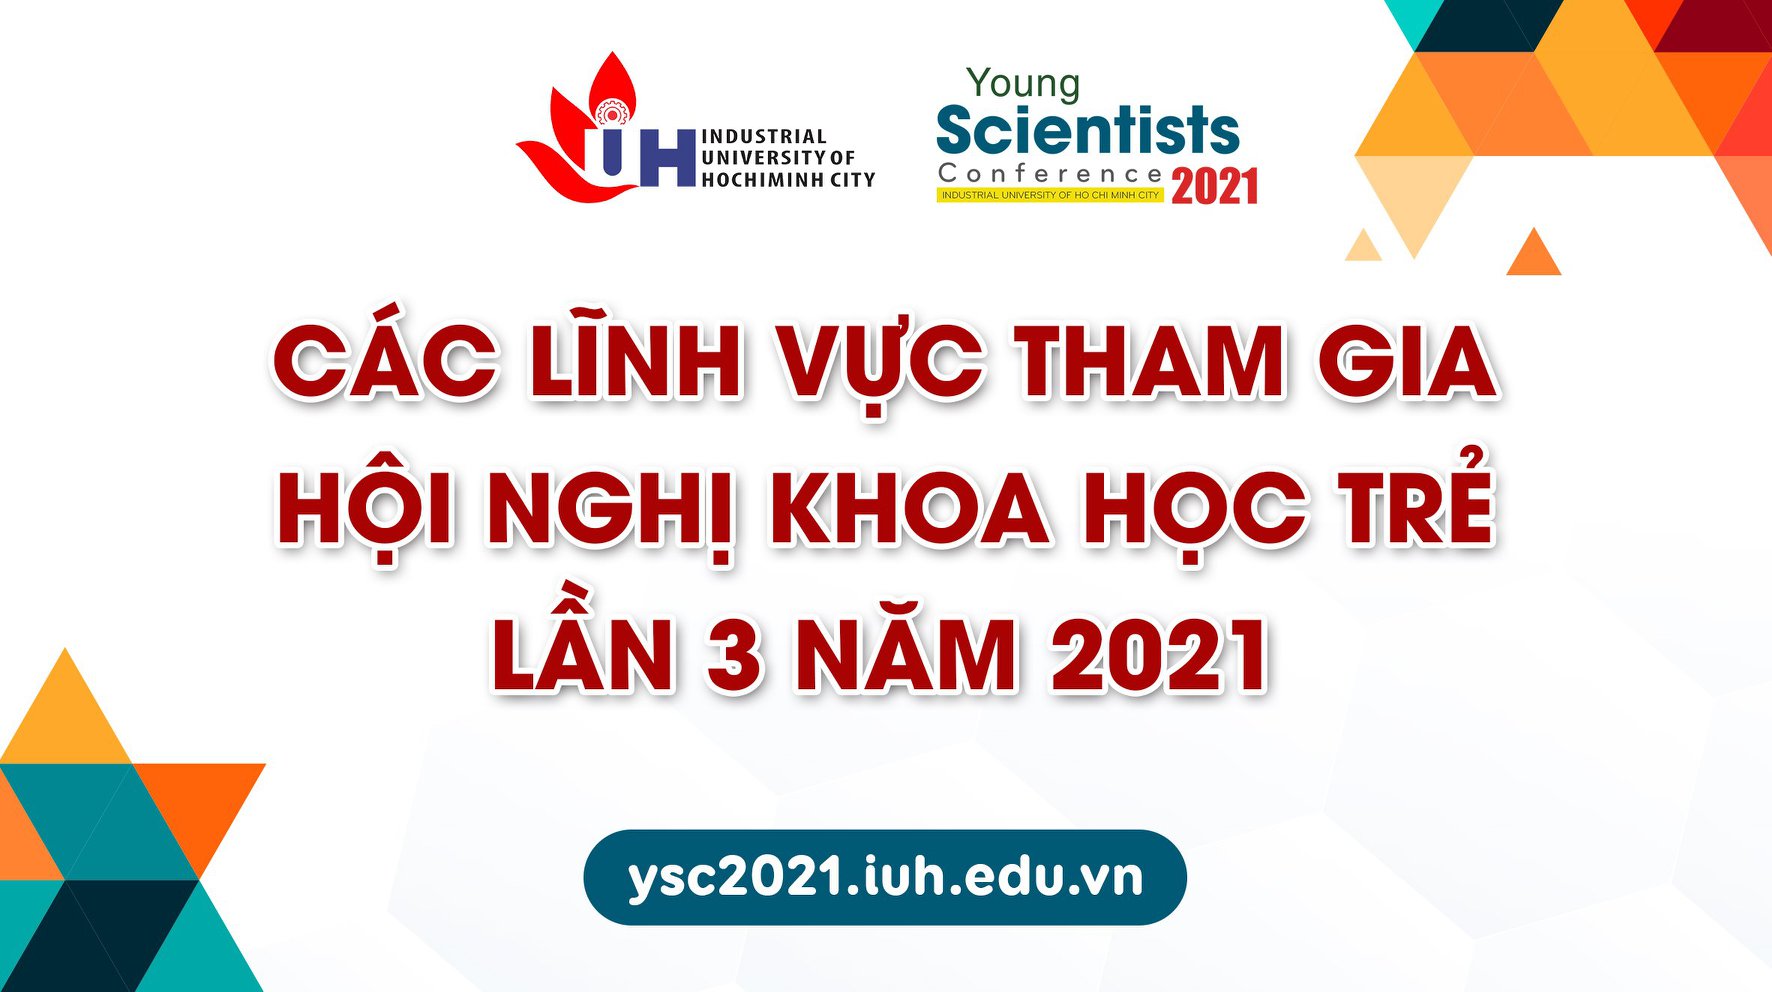 IUH
INDUSTRIAL
UNIVERSITY OF
HOCHIMINH CITY
Young
Scientists
Conference 2021
INDUSTRIAL UNIVERSITY OF HO CHI MINH CITY
CÁC LĨNH VỰC THAM GIA
HỘI NGHỊ KHOA HỌC TRẺ
LẦN 3 NĂM 2021
ysc2021.iuh.edu.vn